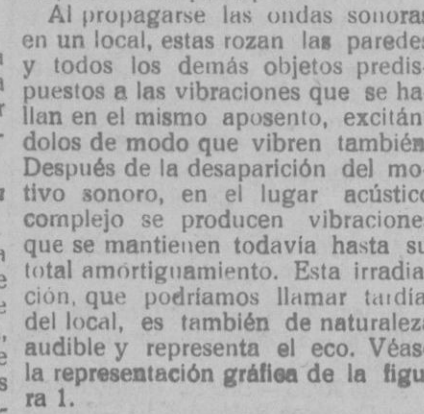 Al propagarse las ondas sonoras
en un local, estas rozan las paredes
y todos los demás objetos predis-
puestos a las vibraciones que se ha-
llan en el mismo aposento, excitán-
dolos de modo que vibren también
Después de la desaparición del mo-
tivo sonoro, en el lugar acústico
complejo se producen vibraciones
que se mantienen todavía hasta su
total amortiguamiento. Esta irradia-
ción, que podríamos llamar tardía
del local, es también de naturaleza
audible y representa el eco. Véase
la representación gráfica de la figu-
ra 1.